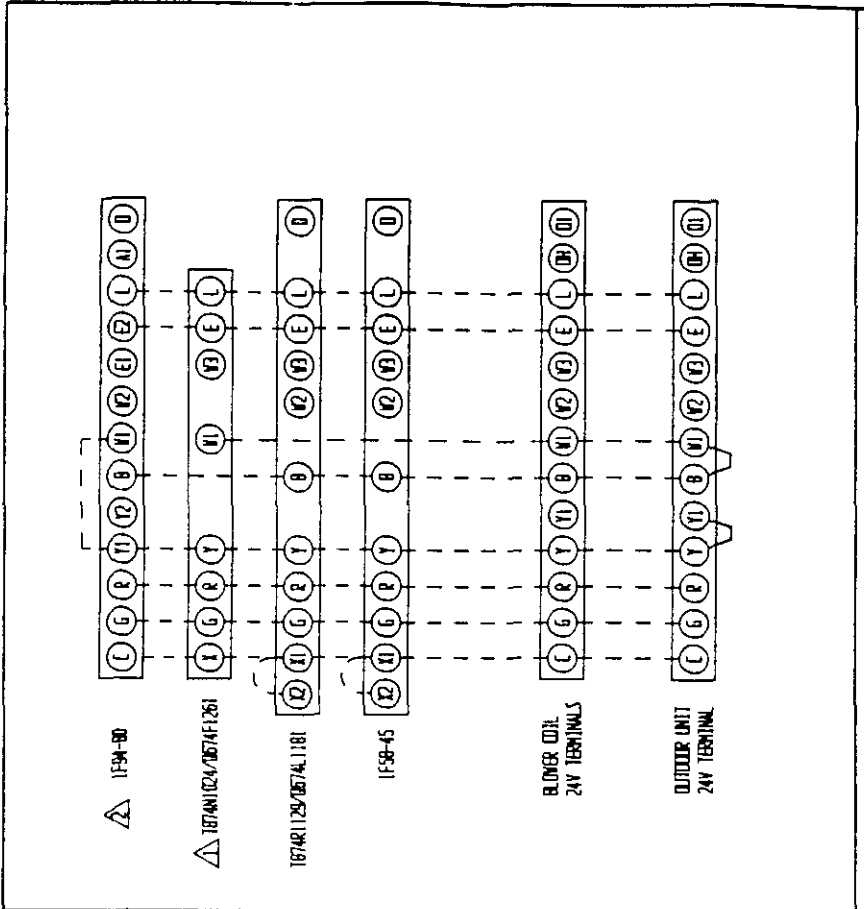 2 1F94-80
C G R Y1 Y2 B W1 W2 E1 E2 L A1 O
1 T874N1024/Q674F1261
X G R Y W1 W3 E L
T874R1129/Q674L1181
X2 X1 G R Y B W2 W3 E L O
1F58-45
X2 X1 G R Y B W2 W3 E L O
BLOWER COIL
24V TERMINALS
C G R Y Y1 B W1 W2 W3 E L OH O1
OUTDOOR UNIT
24V TERMINAL
C G R Y Y1 B W1 W2 W3 E L OH O1